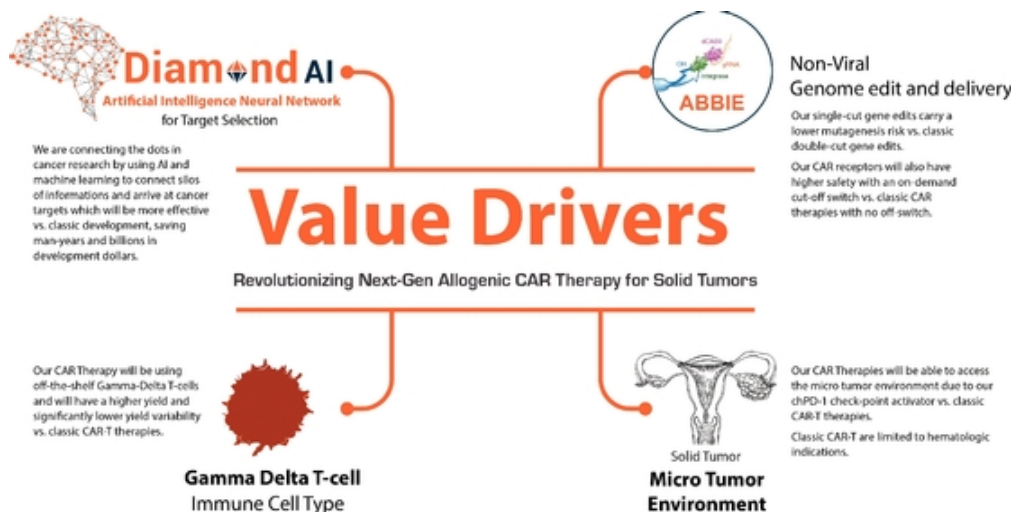 Diamond AI
Artificial Intelligence Neural Network
for Target Selection
We are connecting the dots in
cancer research by using AI and
machine learning to connect silos
of informations and arrive at cancer
targets which will be more effective
vs. classic development, saving
man-years and billions in
development dollars.
dCAS9
gRNA
ON
Integrase
ABBIE
Non-Viral
Genome edit and delivery
Our single-cut gene edits carry a
lower mutagenesis risk vs. classic
double-cut gene edits.
Our CAR receptors will also have
higher safety with an on-demand
cut-off switch vs. classic CAR
therapies with no off-switch.
Value Drivers
Revolutionizing Next-Gen Allogenic CAR Therapy for Solid Tumors
Our CAR Therapy will be using
off-the-shelf Gamma-Delta T-cells
and will have a higher yield and
significantly lower yield variability
vs. classic CAR-T therapies.
Gamma Delta T-cell
Immune Cell Type
Solid Tumor
Micro Tumor
Environment
Our CAR Therapies will be able to access
the micro tumor environment due to our
chPD-1 check-point activator vs. classic
CAR-T therapies.
Classic CAR-T are limited to hematologic
indications.